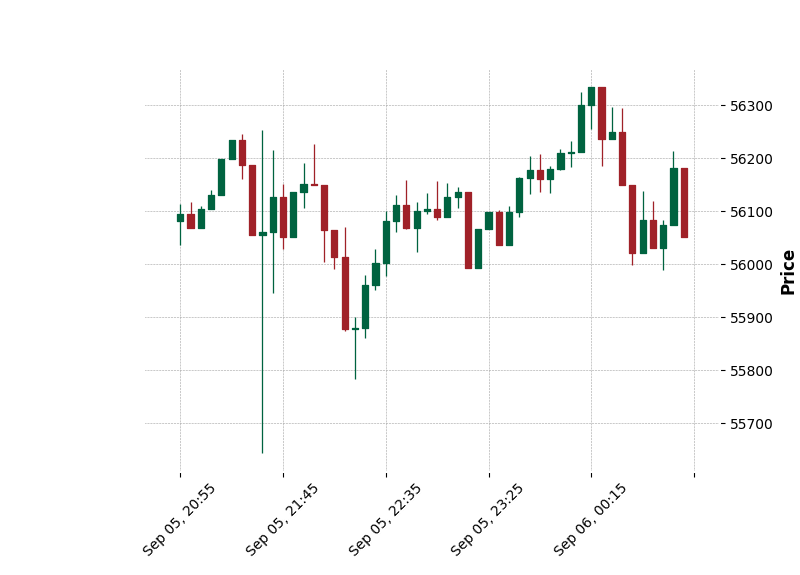 56300
56200
56100
56000
55900
55800
55700
Price
Sep 05, 20:55
Sep 05, 21:45
Sep 05, 22:35
Sep 05, 23:25
Sep 06, 00:15